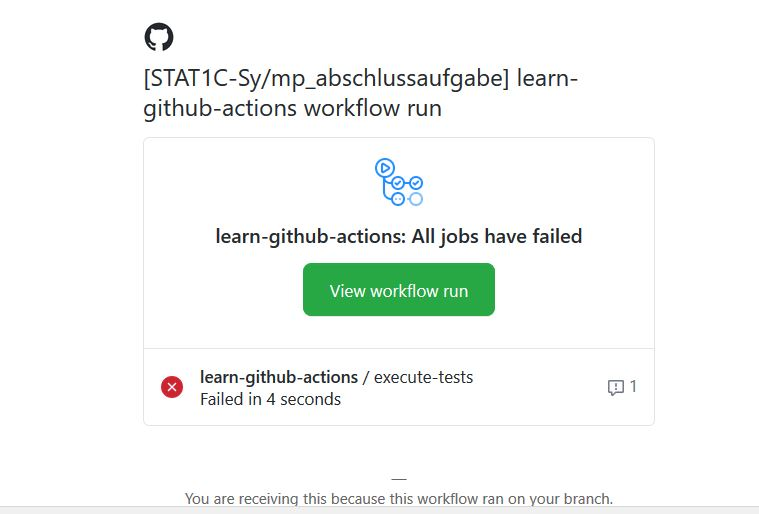 [STAT1C-Sy/mp_abschlussaufgabe] learn-
github-actions workflow run
learn-github-actions: All jobs have failed
View workflow run
learn-github-actions / execute-tests
Failed in 4 seconds
1
—
You are receiving this because this workflow ran on your branch.